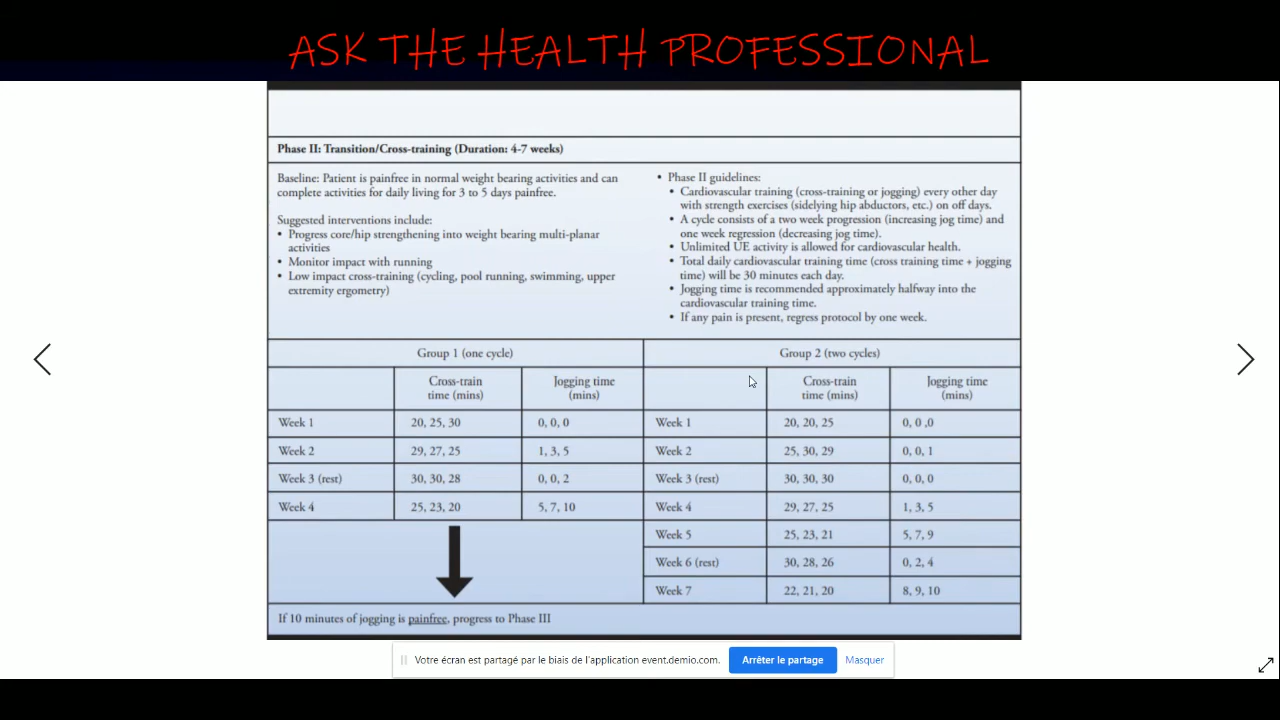 ASK THE HEALTH PROFESSIONAL
Phase II: Transition/Cross-training (Duration: 4-7 weeks)
Baseline: Patient is painfree in normal weight bearing activities and can
complete activities for daily living for 3 to 5 days painfree.
Suggested interventions include:
• Progress core/hip strengthening into weight bearing multi-planar
activities
• Monitor impact with running
• Low impact cross-training (cycling, pool running, swimming, upper
extremity ergometry)
• Phase II guidelines:
• Cardiovascular training (cross-training or jogging) every other day
with strength exercises (sidelying hip abductors, etc.) on off days.
• A cycle consists of a two week progression (increasing jog time) and
one week regression (decreasing jog time).
• Unlimited UE activity is allowed for cardiovascular health.
• Total daily cardiovascular training time (cross training time + jogging
time) will be 30 minutes each day.
• Jogging time is recommended approximately halfway into the
cardiovascular training time.
• If any pain is present, regress protocol by one week.
Group 1 (one cycle)
Cross-train
time (mins)
Jogging time
(mins)
Week 1 20, 25, 30 0, 0, 0
Week 2 29, 27, 25 1, 3, 5
Week 3 (rest) 30, 30, 28 0, 0, 2
Week 4 25, 23, 20 5, 7, 10
Group 2 (two cycles)
Cross-train
time (mins)
Jogging time
(mins)
Week 1 20, 20, 25 0, 0 ,0
Week 2 25, 30, 29 0, 0, 1
Week 3 (rest) 30, 30, 30 0, 0, 0
Week 4 29, 27, 25 1, 3, 5
Week 5 25, 23, 21 5, 7, 9
Week 6 (rest) 30, 28, 26 0, 2, 4
Week 7 22, 21, 20 8, 9, 10
If 10 minutes of jogging is painfree, progress to Phase III
Votre écran est partagé par le biais de l'application event.demio.com. Arrêter le partage Masquer